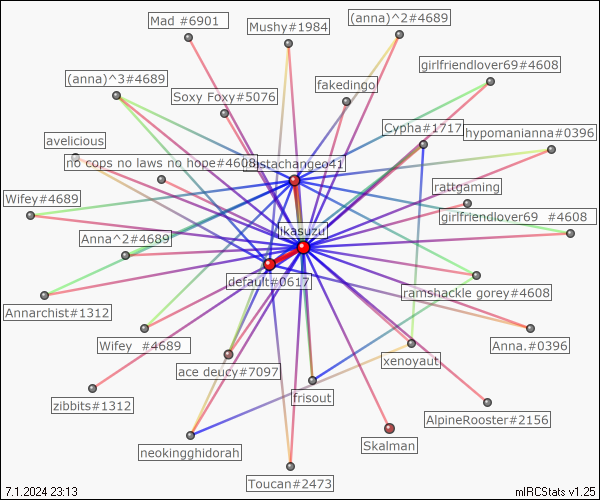 Mad #6901
Mushy#1984
(anna)^2#4689
girlfriendlover69#4608
(anna)^3#4689
fakedingo
Soxy Foxy#5076
Cypha#1717
hypomanianna#0396
avelicious
no cops no laws no hope#4608
istachangeo41
rattgaming
Wifey#4689
girlfriendlover69 #4608
Anna^2#4689
likasuzu
default#0617
ramshackle gorey#4608
Annarchist#1312
Wifey #4689
Anna.#0396
xenoyaut
ace deucy#7097
frisout
zibbits#1312
AlpineRooster#2156
Skalman
neokingghidorah
Toucan#2473
7.1.2024 23:13
mIRCStats v1.25